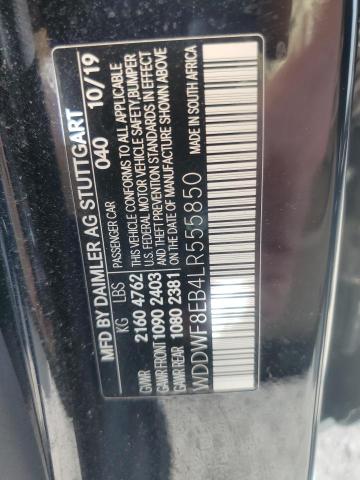 MFD BY DAIMLER AG STUTTGART
040 10/19
PASSENGER CAR
THIS VEHICLE CONFORMS TO ALL APPLICABLE
U.S. FEDERAL MOTOR VEHICLE SAFETY, BUMPER
AND THEFT PREVENTION STANDARDS IN EFFECT
ON THE DATE OF MANUFACTURE SHOWN ABOVE
KG LBS
GVWR 2160 4762
GAWR FRONT 1090 2403
GAWR REAR 1080 2381
MADE IN SOUTH AFRICA
WDDWF8EB4LR555850